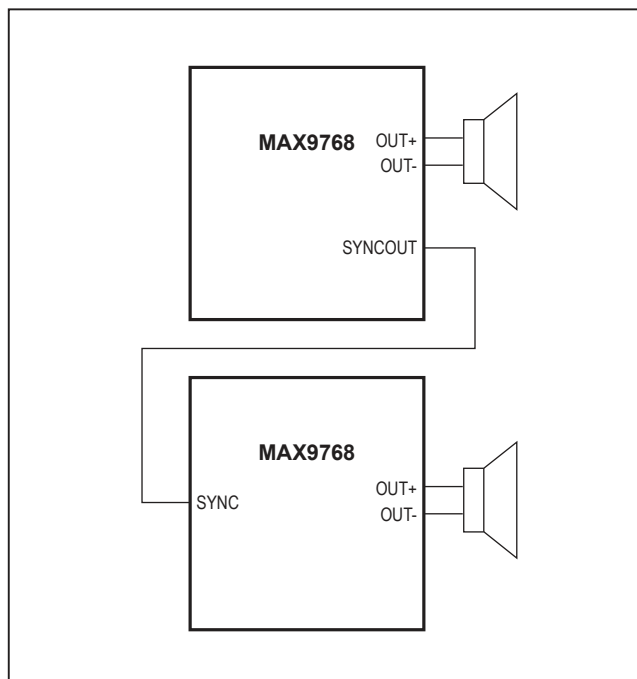 MAX9768
OUT+
OUT-
SYNCOUT
MAX9768
OUT+
SYNC
OUT-